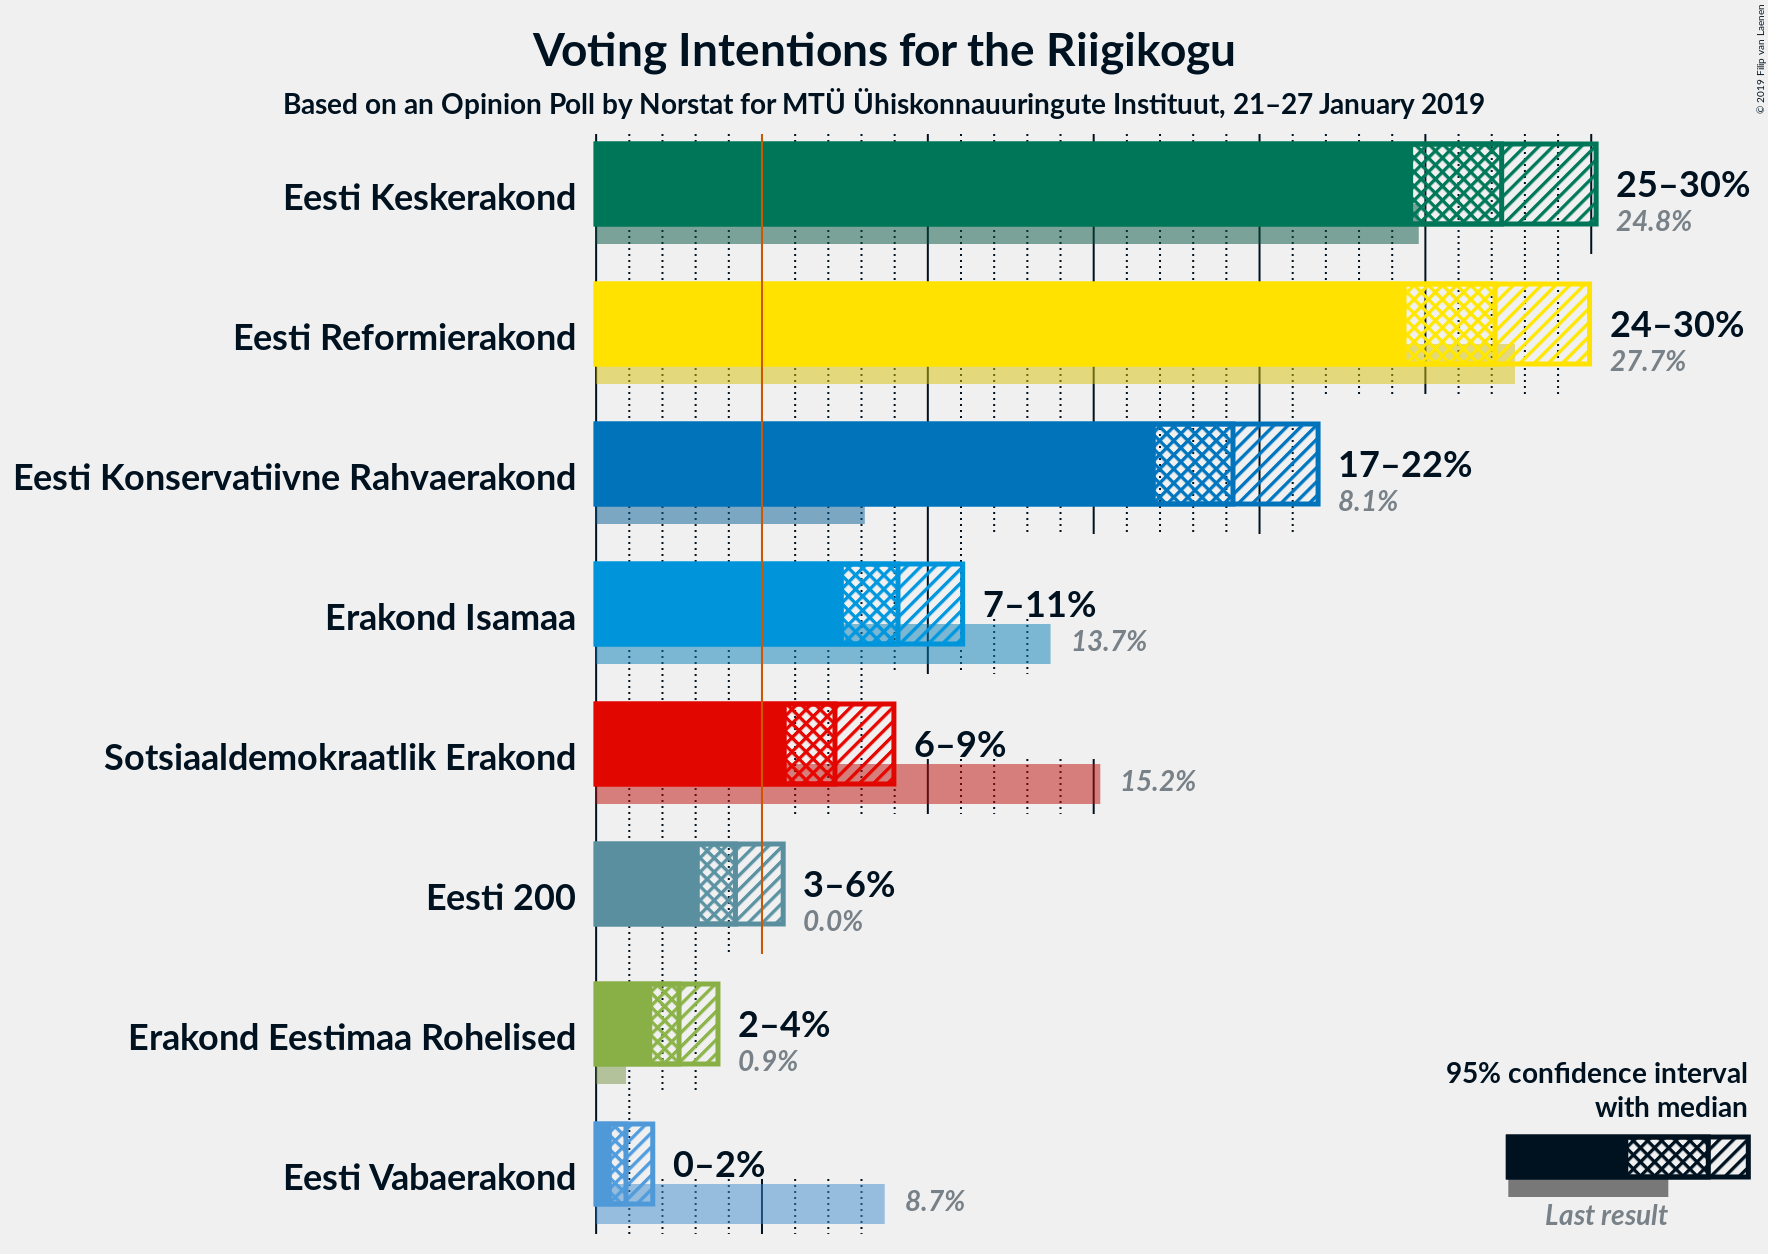 Voting Intentions for the Riigikogu
Based on an Opinion Poll by Norstat for MTÜ Ühiskonnauuringute Instituut, 21–27 January 2019
© 2019 Filip van Laenen
Eesti Keskerakond
25–30%
24.8%
Eesti Reformierakond
24–30%
27.7%
Eesti Konservatiivne Rahvaerakond
17–22%
8.1%
Erakond Isamaa
7–11%
13.7%
Sotsiaaldemokraatlik Erakond
6–9%
15.2%
Eesti 200
3–6%
0.0%
Erakond Eestimaa Rohelised
2–4%
0.9%
Eesti Vabaerakond
0–2%
8.7%
95% confidence interval
with median
Last result